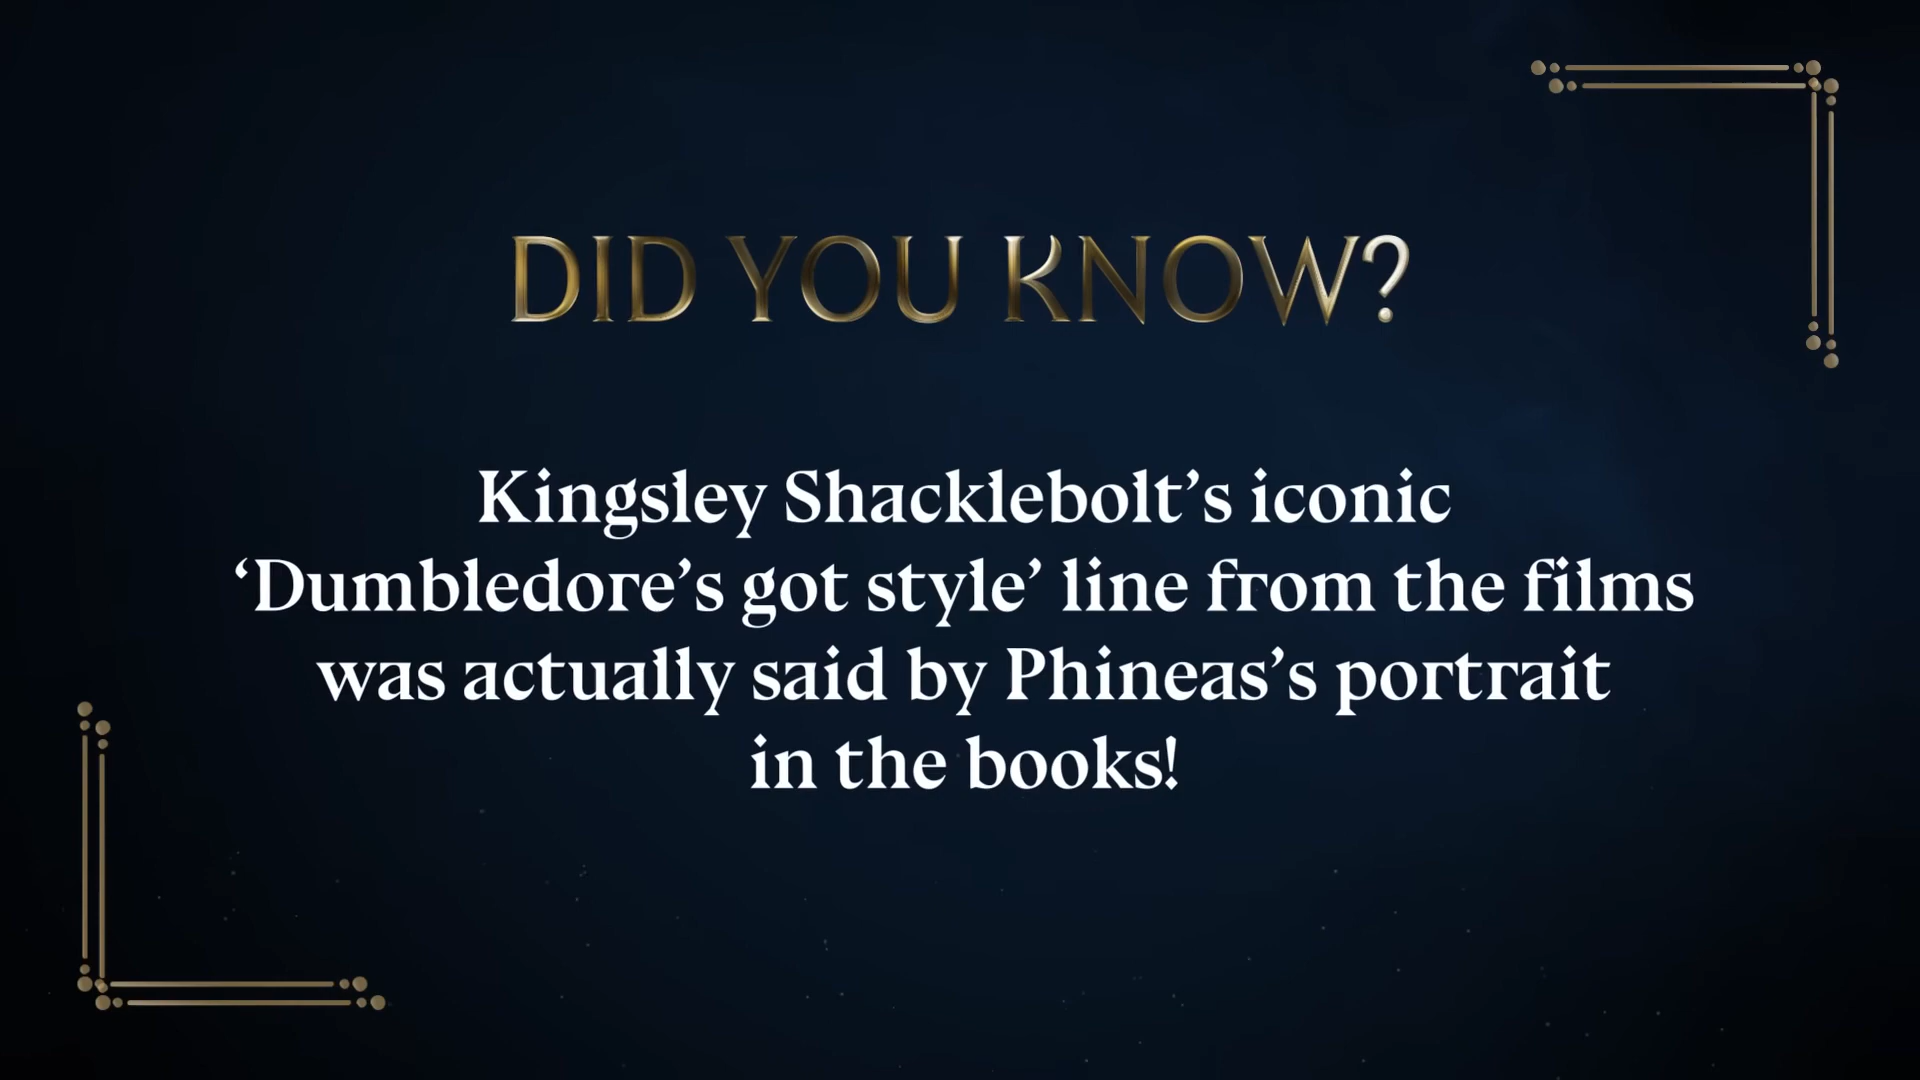 DID YOU KNOW?
Kingsley Shacklebolt’s iconic
‘Dumbledore’s got style’ line from the films
was actually said by Phineas’s portrait
in the books!